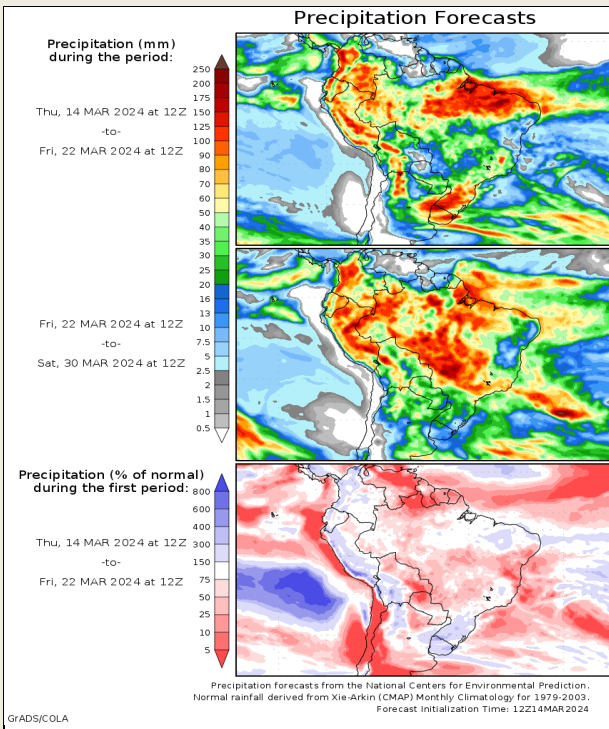 Precipitation Forecasts
Precipitation (mm)
during the period:
Thu, 14 MAR 2024 at 12Z
-to-
Fri, 22 MAR 2024 at 12Z
250
200
175
150
125
100
90
80
70
60
50
40
35
30
25
20
16
13
10
7.5
5
2.5
2
1.5
1
0.5
Fri, 22 MAR 2024 at 12Z
-to-
Sat, 30 MAR 2024 at 12Z
Precipitation (% of normal)
during the first period:
Thu, 14 MAR 2024 at 12Z
-to-
Fri, 22 MAR 2024 at 12Z
800
600
400
300
150
75
50
25
10
5
Precipitation forecasts from the National Centers for Environmental Prediction.
Normal rainfall derived from Xie-Arkin (CMAP) Monthly Climatology for 1979-2003.
Forecast Initialization Time: 12Z14MAR2024
GrADS/COLA